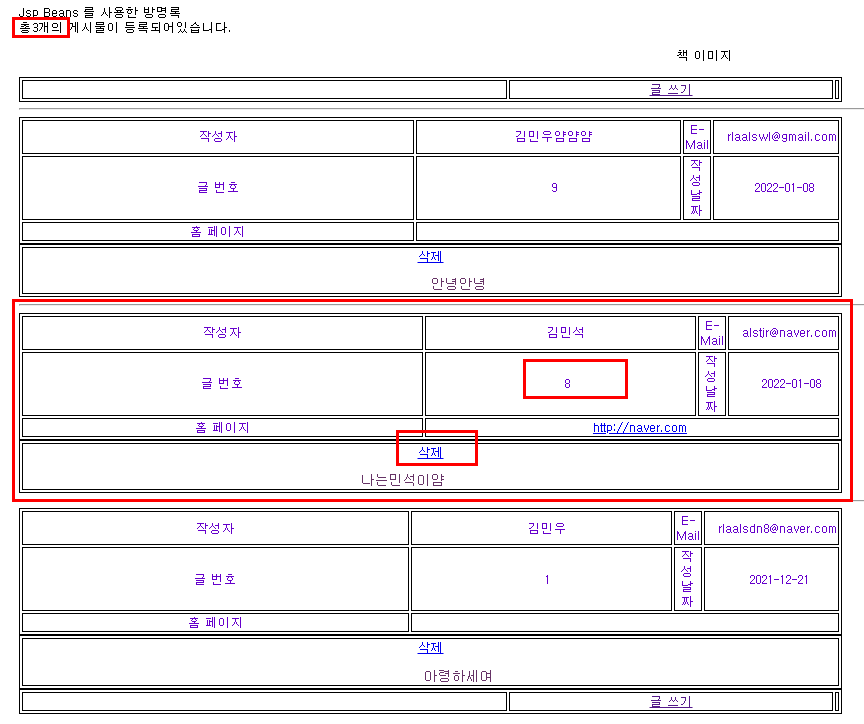 Jsp Beans 를 사용한 방명록
총3개의 게시물이 등록되어있습니다.
책 이미지
글 쓰기
작성자 김민우얌얌얌 E-Mail rlaalswl@gmail.com
글 번호 9 작성날짜 2022-01-08
홈 페이지
삭제
안녕안녕
작성자 김민석 E-Mail alstjr@naver.com
글 번호 8 작성날짜 2022-01-08
홈 페이지 http://naver.com
삭제
나는민석이얌
작성자 김민우 E-Mail rlaalsdn8@naver.com
글 번호 1 작성날짜 2021-12-21
홈 페이지
삭제
아령하세여
글 쓰기